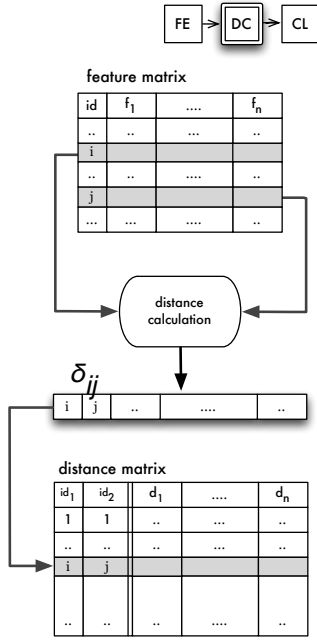 FE DC CL
feature matrix
id f1 .... fn
.. .. ... ..
i
.. .. .... ..
j
... ... .... ..
distance
calculation
δij
i j .. .... ..
distance matrix
id1 id2 d1 .... dn
1 1 .. ... ..
.. .. .. ... ..
i j
.. .. .. .... ..